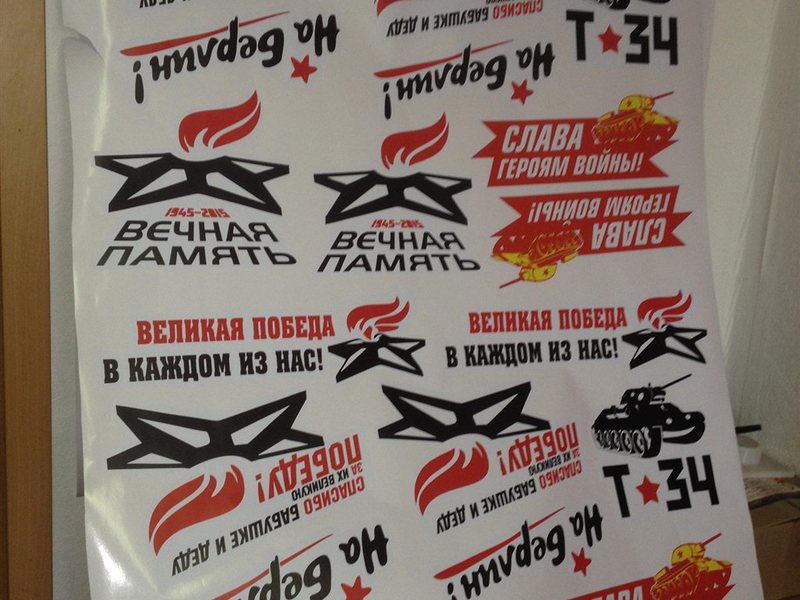 СПАСИБО БАБУШКЕ И ДЕДУ
На Берлин!
На Берлин!
Т 34
1945-2015
ВЕЧНАЯ
ПАМЯТЬ
1945-2015
ВЕЧНАЯ
ПАМЯТЬ
СЛАВА
ГЕРОЯМ ВОЙНЫ!
СЛАВА
ГЕРОЯМ ВОЙНЫ!
ВЕЛИКАЯ ПОБЕДА
В КАЖДОМ ИЗ НАС!
ВЕЛИКАЯ ПОБЕДА
В КАЖДОМ ИЗ НАС!
СПАСИБО БАБУШКЕ И ДЕДУ
ЗА ИХ ВЕЛИКУЮ
ПОБЕДУ!
СПАСИБО БАБУШКЕ И ДЕДУ
ЗА ИХ ВЕЛИКУЮ
ПОБЕДУ!
Т 34
На Берлин!
На Берлин!
СЛАВА